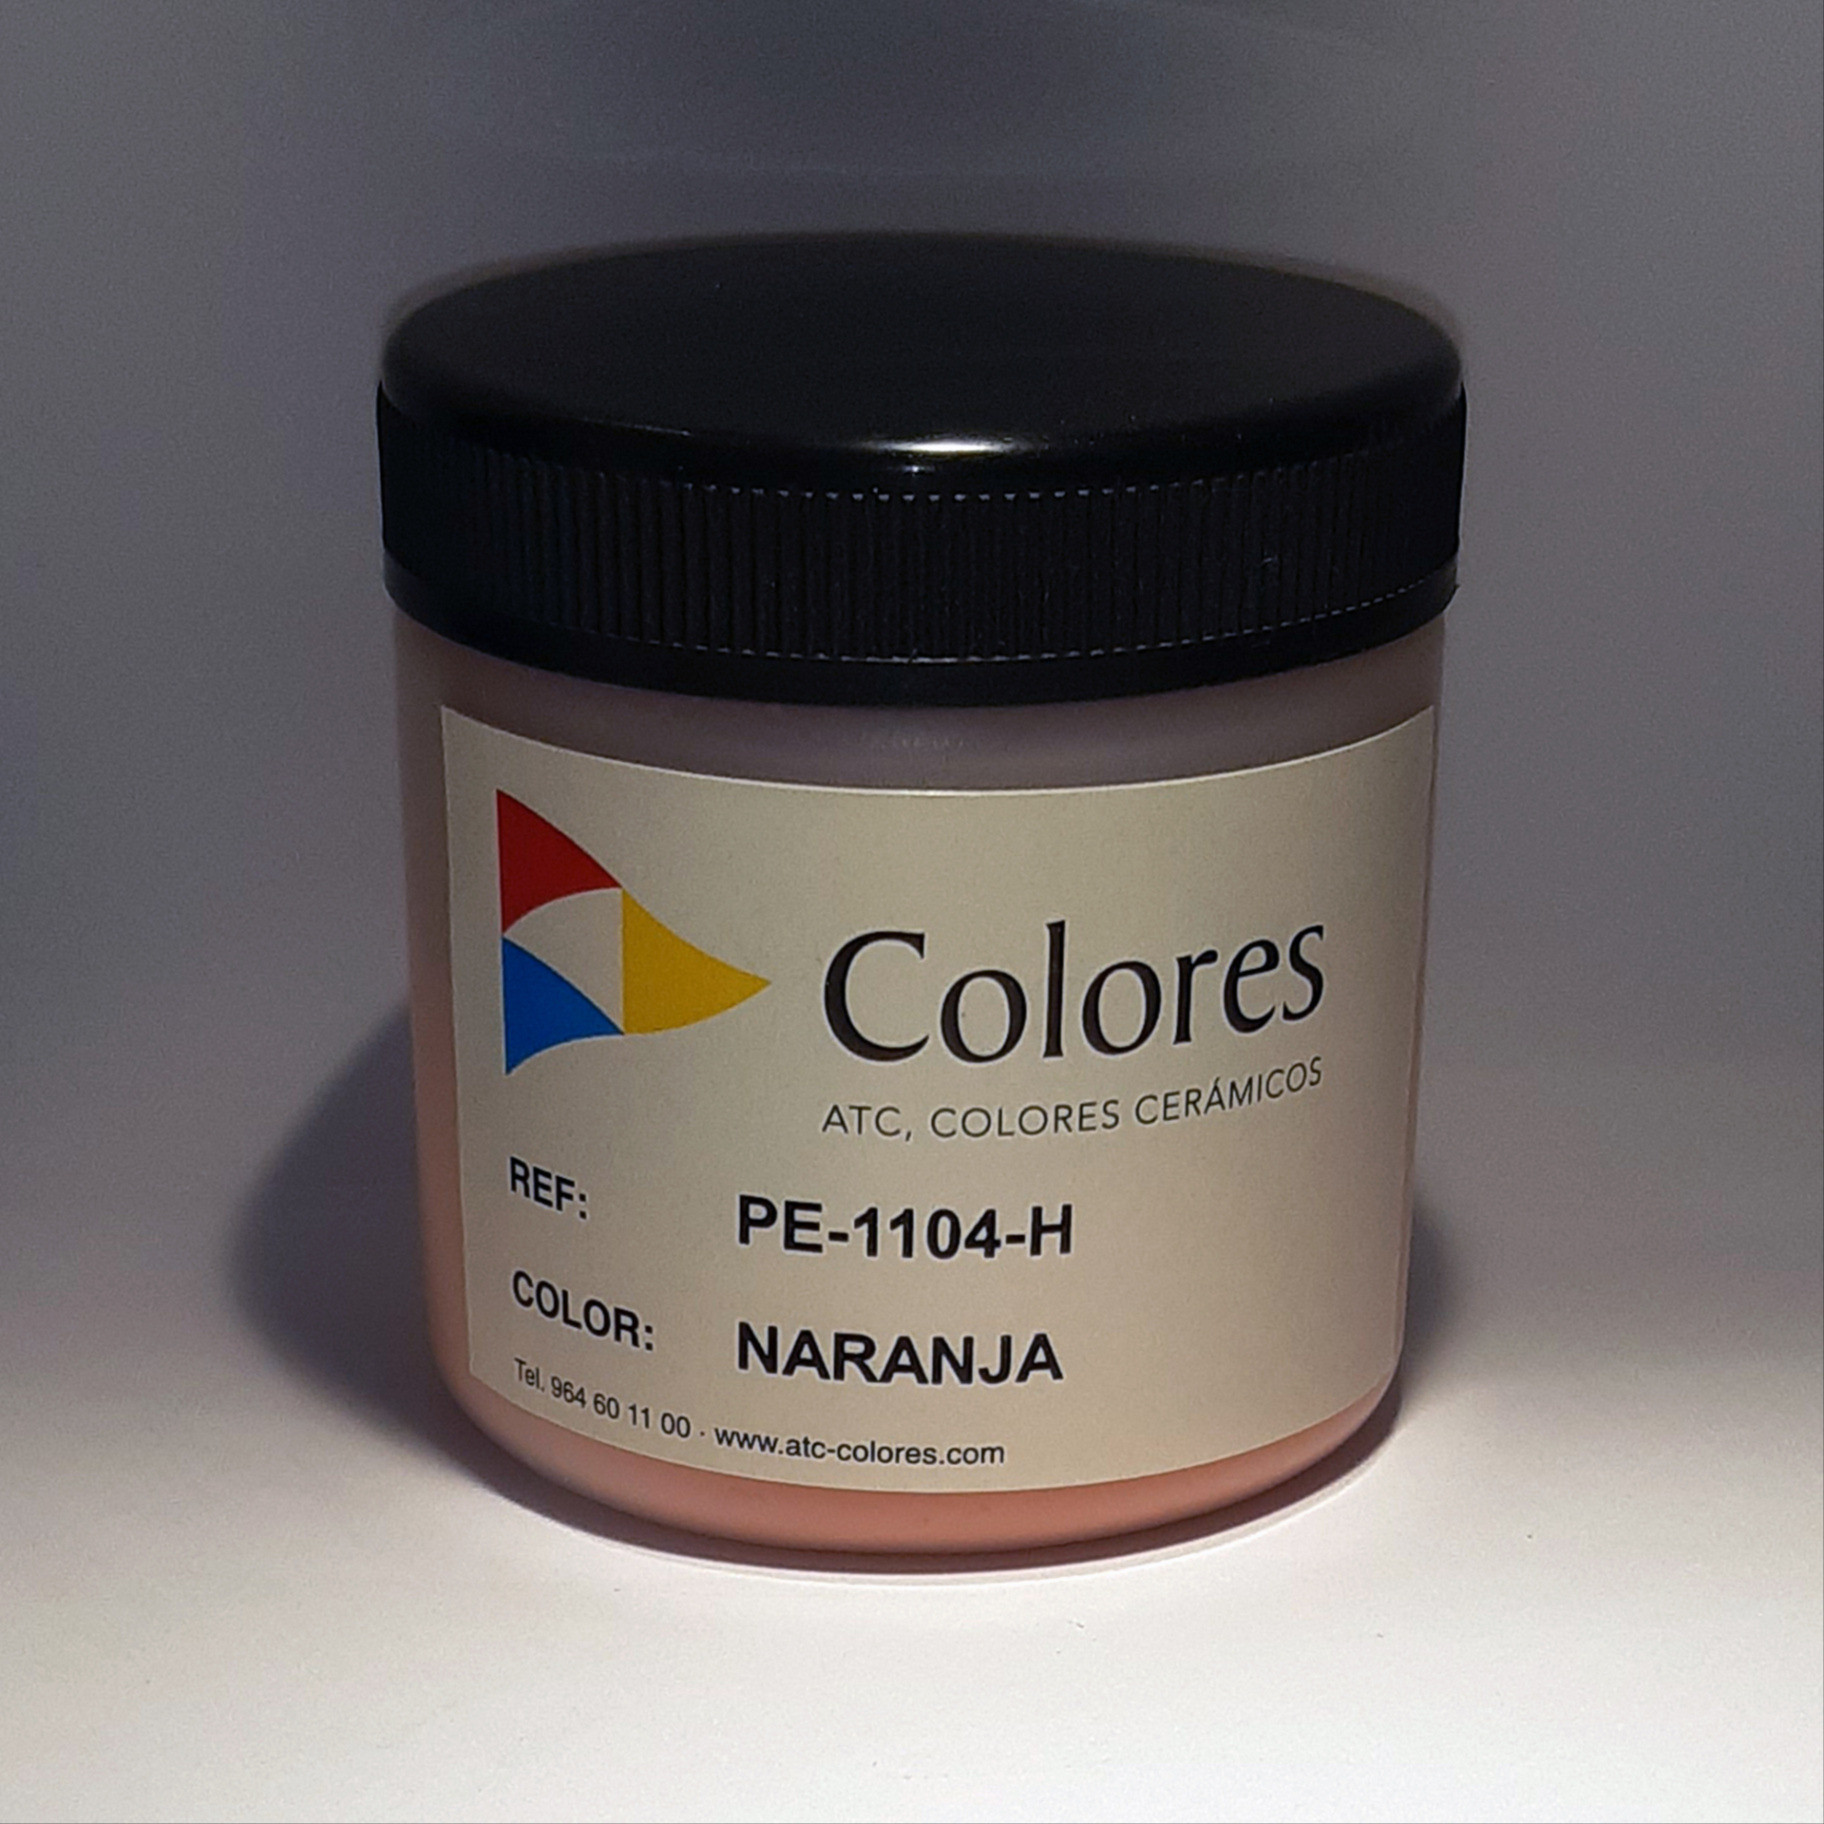 Colores
ATC, COLORES CERÁMICOS
REF: PE-1104-H
COLOR: NARANJA
Tel. 964 60 11 00 · www.atc-colores.com